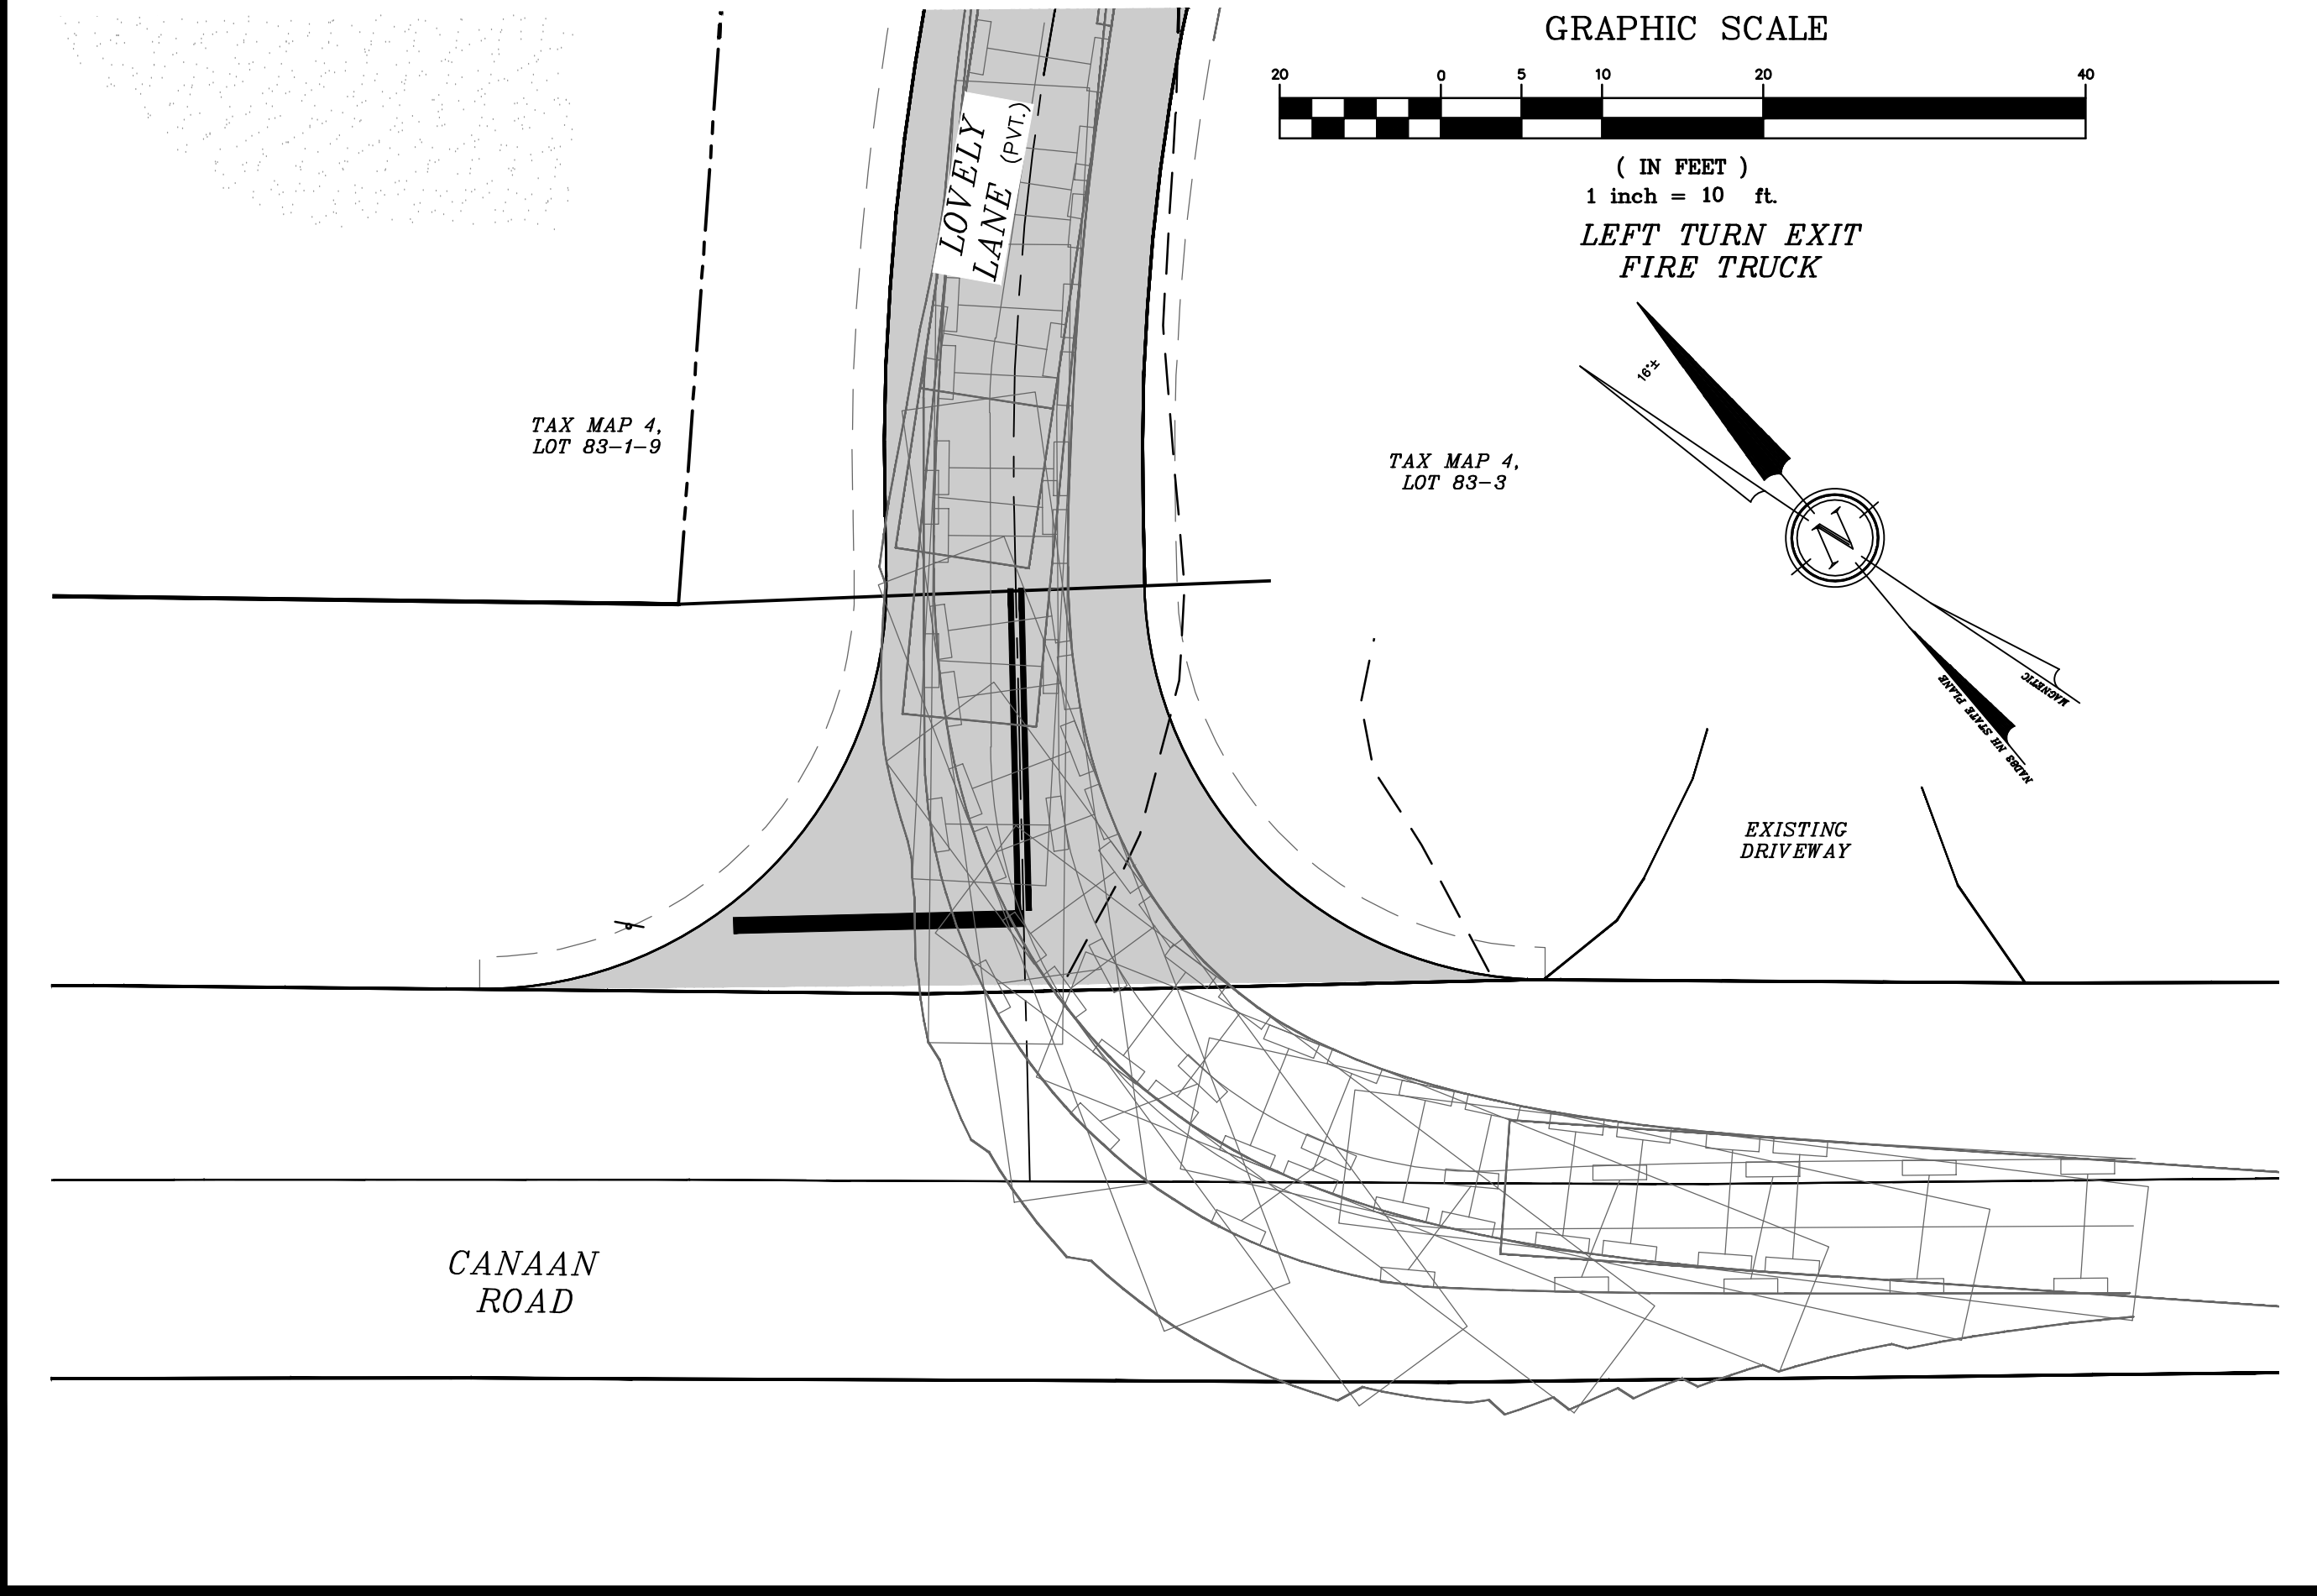 GRAPHIC SCALE
20 0 5 10 20 40
( IN FEET )
1 inch = 10 ft.
LEFT TURN EXIT
FIRE TRUCK
LOVELY
LANE (PVT.)
16°±
TAX MAP 4,
LOT 83-1-9
TAX MAP 4,
LOT 83-3
N
MAGNETIC
NAD83 NH STATE PLANE
EXISTING
DRIVEWAY
CANAAN
ROAD